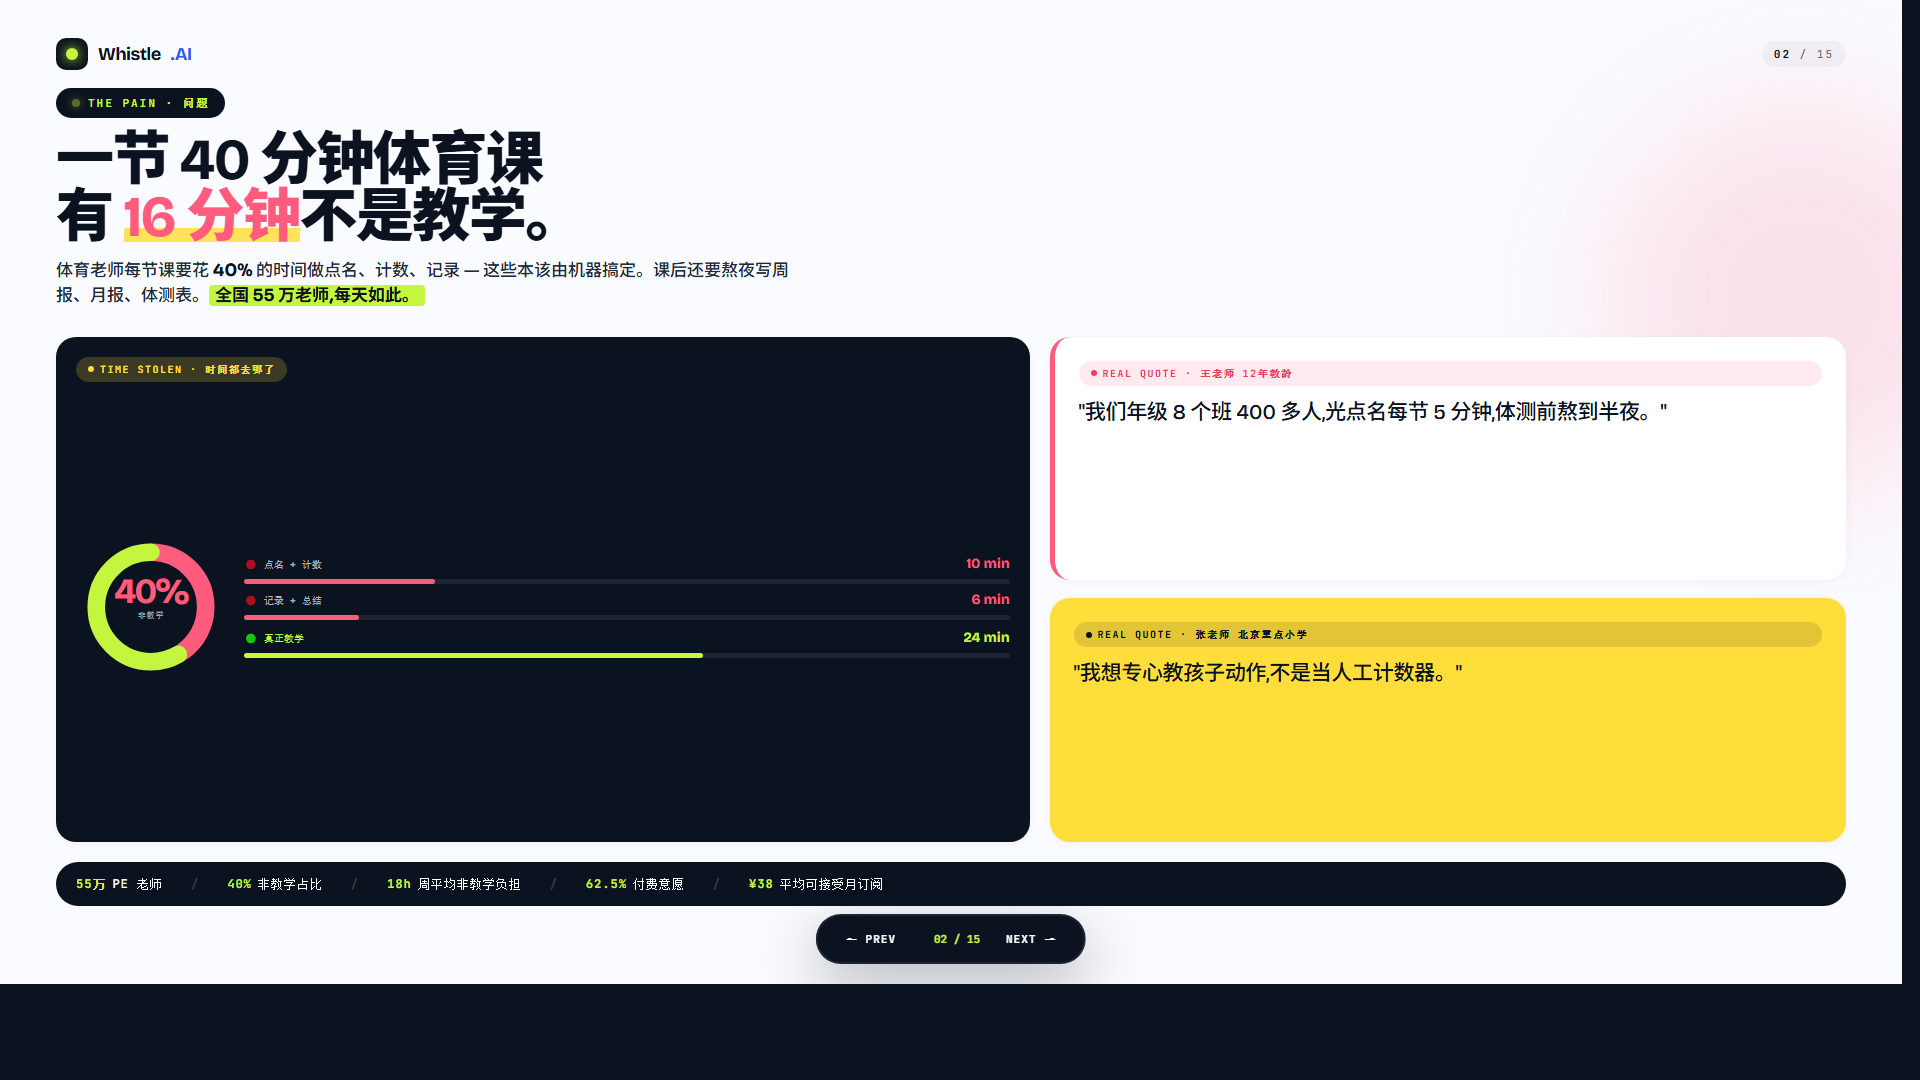 Whistle .AI
02 / 15
THE PAIN · 问题
一节 40 分钟体育课
有 16 分钟不是教学。
体育老师每节课要花 40% 的时间做点名、计数、记录 — 这些本该由机器搞定。课后还要熬夜写周
报、月报、体测表。 全国 55 万老师,每天如此。
TIME STOLEN · 时间都去哪了
40%
非教学
点名 + 计数 10 min
记录 + 总结 6 min
真正教学 24 min
REAL QUOTE · 王老师 12年教龄
"我们年级 8 个班 400 多人,光点名每节 5 分钟,体测前熬到半夜。"
REAL QUOTE · 张老师 北京重点小学
"我想专心教孩子动作,不是当人工计数器。"
55万 PE 老师 / 40% 非教学占比 / 18h 周平均非教学负担 / 62.5% 付费意愿 / ¥38 平均可接受月订阅
← PREV 02 / 15 NEXT →